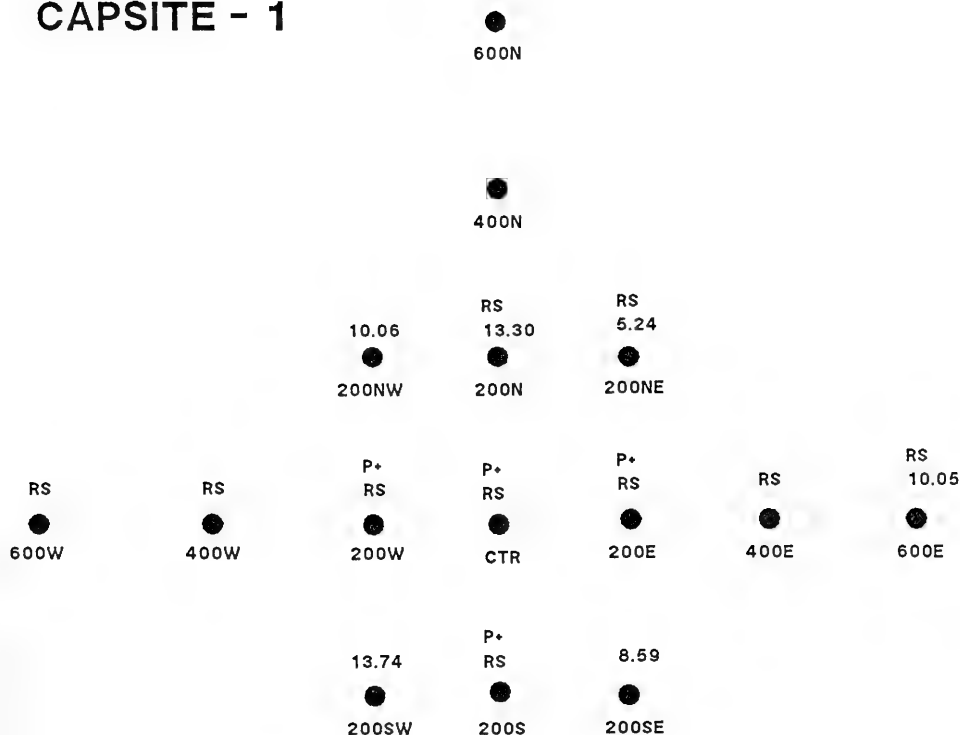 CAPSITE - 1
600N
400N
RS RS
10.06 13.30 5.24
200NW 200N 200NE
P+ P+ P+ RS
RS RS RS RS RS RS 10.05
600W 400W 200W CTR 200E 400E 600E
P+
13.74 RS 8.59
200SW 200S 200SE